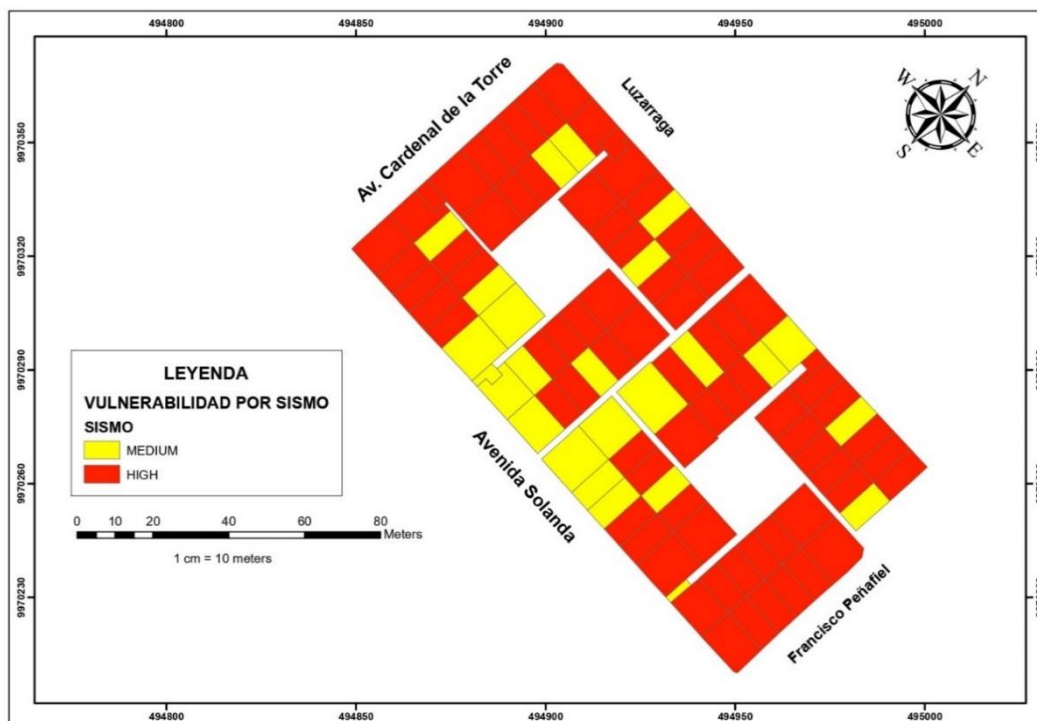 494800 494850 494900 494950 495000
Av. Cardenal de la Torre
Luzarraga
N
W
E
S
9970350
9970320
9970290
9970260
9970230
LEYENDA
VULNERABILIDAD POR SISMO
SISMO
MEDIUM
HIGH
0 10 20 40 60 80
Meters
1 cm = 10 meters
Avenida Solanda
Francisco Peñafiel
494800 494850 494900 494950 495000